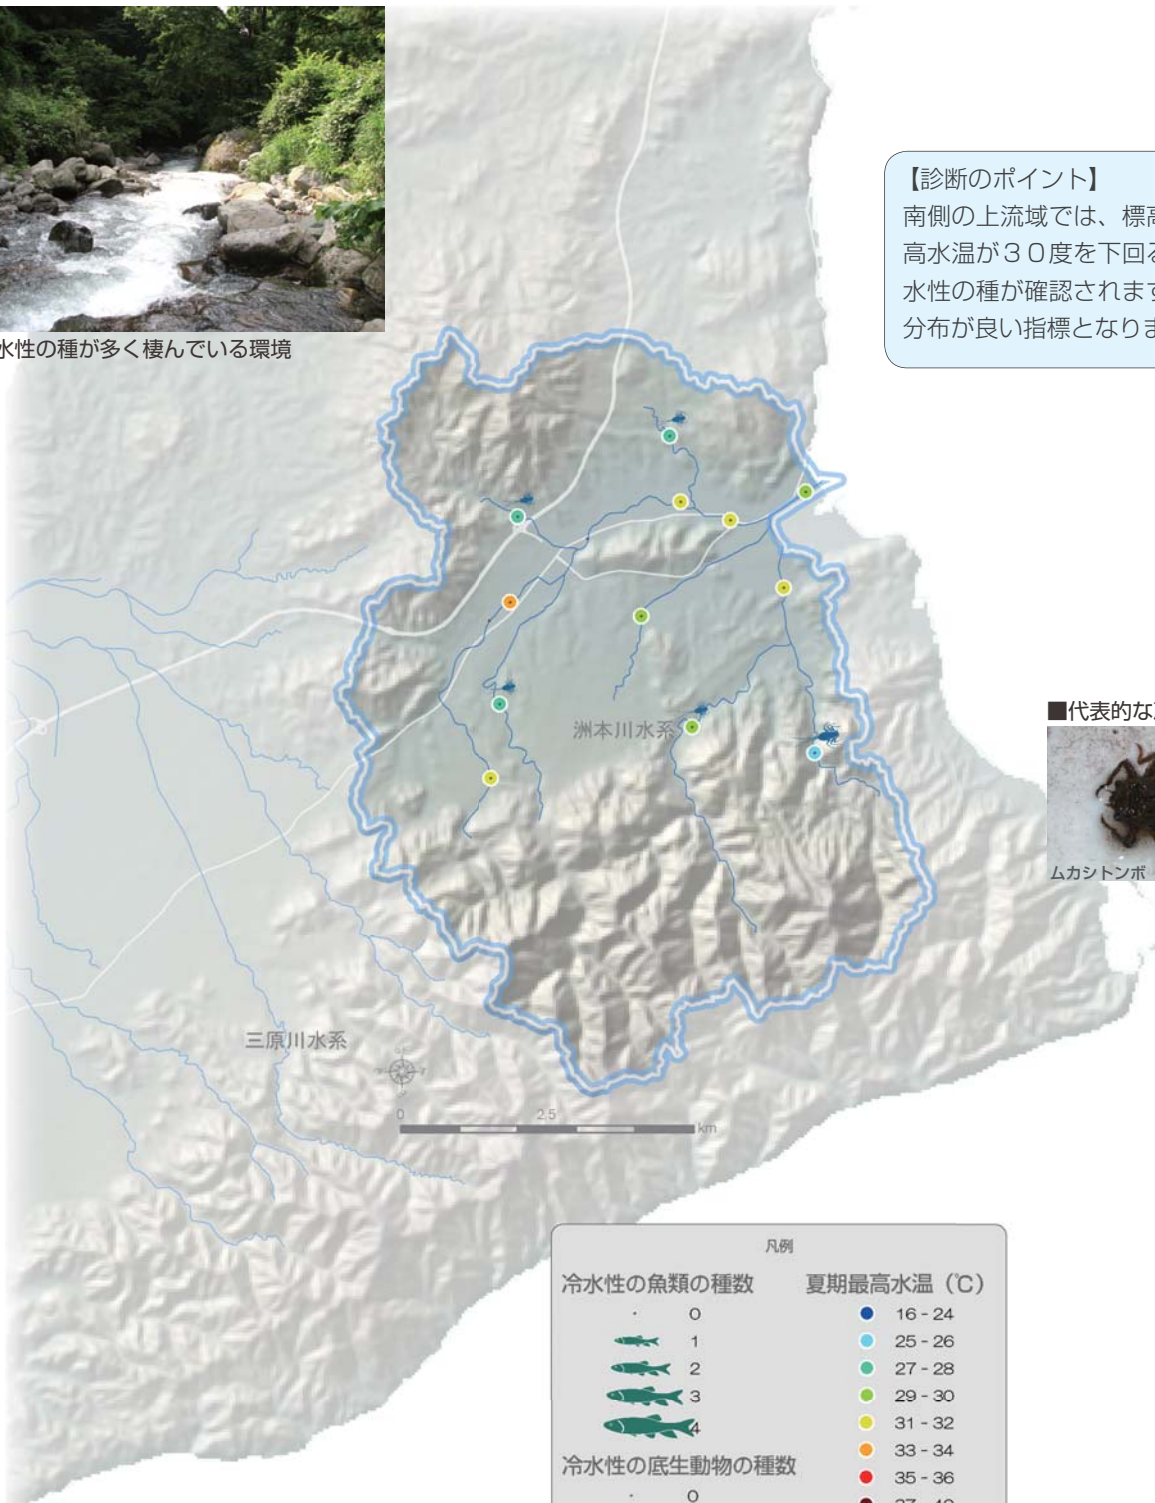 水性の種が多く棲んでいる環境
【診断のポイント】
南側の上流域では、標高
高水温が30度を下回る
水性の種が確認されます
分布が良い指標となりま
洲本川水系
■代表的な
ムカシトンボ
三原川水系
0 2.5
km
凡例
冷水性の魚類の種数
0
1
2
3
4
冷水性の底生動物の種数
0
夏期最高水温（℃）
16 - 24
25 - 26
27 - 28
29 - 30
31 - 32
33 - 34
35 - 36
37 - 40